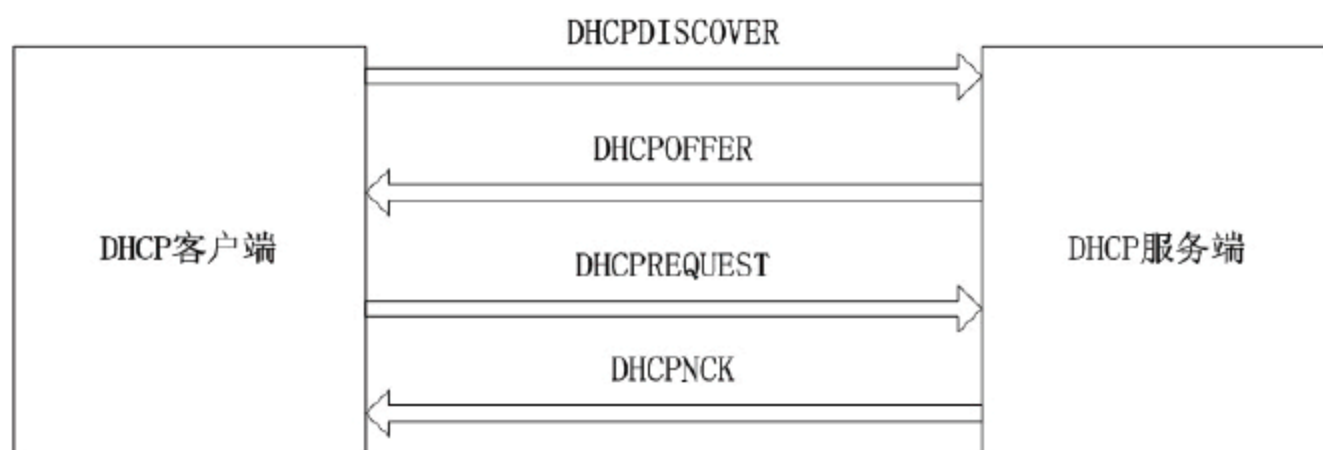 DHCPDISCOVER
DHCPOFFER
DHCP客户端
DHCP服务端
DHCPREQUEST
DHCPNCK